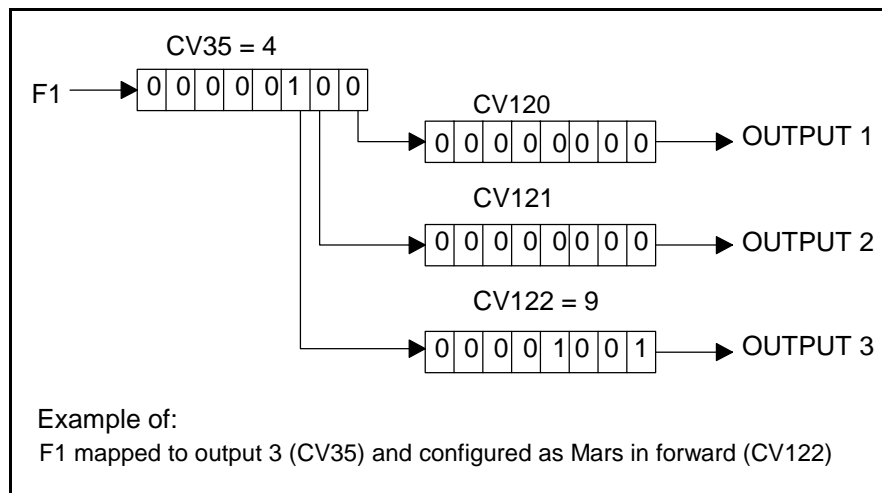 CV35 = 4
F1 0 0 0 0 0 1 0 0
CV120
0 0 0 0 0 0 0 0 OUTPUT 1
CV121
0 0 0 0 0 0 0 0 OUTPUT 2
CV122 = 9
0 0 0 0 1 0 0 1 OUTPUT 3
Example of:
F1 mapped to output 3 (CV35) and configured as Mars in forward (CV122)